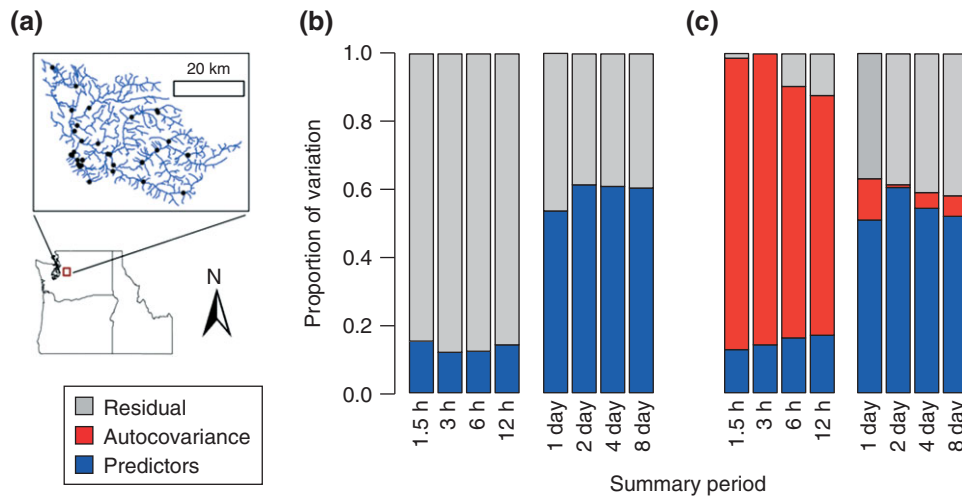 (a)
20 km
N
Residual
Autocovariance
Predictors
(b)
Proportion of variation
1.0
0.8
0.6
0.4
0.2
0.0
1.5 h
3 h
6 h
12 h
1 day
2 day
4 day
8 day
(c)
1.5 h
3 h
6 h
12 h
1 day
2 day
4 day
8 day
Summary period